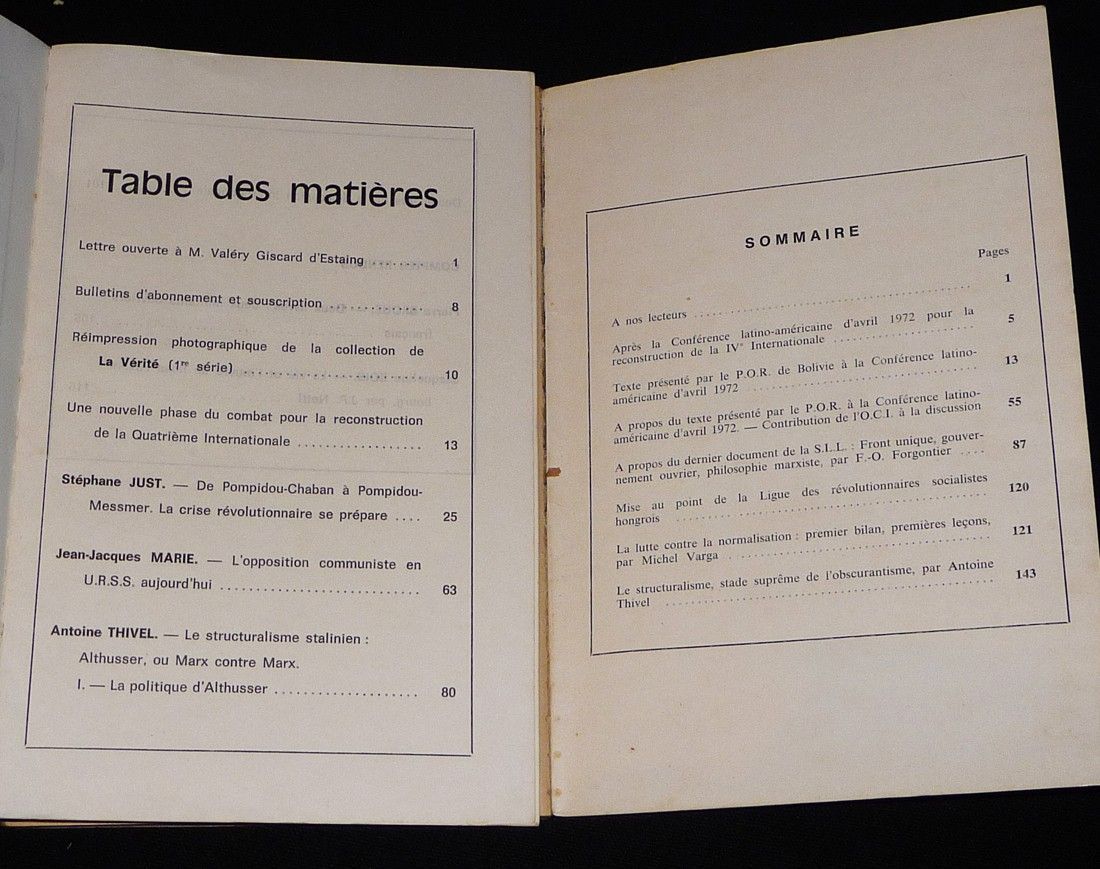 Table des matières
Lettre ouverte à M. Valéry Giscard d'Estaing ........ 1
Bulletins d'abonnement et souscription ............. 8
Réimpression photographique de la collection de
La Vérité (1re série) ......................... 10
Une nouvelle phase du combat pour la reconstruction
de la Quatrième Internationale ................ 13
Stéphane JUST. — De Pompidou-Chaban à Pompidou-
Messmer. La crise révolutionnaire se prépare .... 25
Jean-Jacques MARIE. — L'opposition communiste en
U.R.S.S. aujourd'hui .......................... 63
Antoine THIVEL. — Le structuralisme stalinien :
Althusser, ou Marx contre Marx.
I. — La politique d'Althusser ................... 80
SOMMAIRE
Pages
A nos lecteurs ........................................ 1
Après la Conférence latino-américaine d'avril 1972 pour la
reconstruction de la IVe Internationale ................ 5
Texte présenté par le P.O.R. de Bolivie à la Conférence latino-
américaine d'avril 1972 ............................ 13
A propos du texte présenté par le P.O.R. à la Conférence latino-
américaine d'avril 1972. — Contribution de l'O.C.I. à la discussion 55
A propos du dernier document de la S.L.L. : Front unique, gouver-
nement ouvrier, philosophie marxiste, par F.-O. Forgontier .... 87
Mise au point de la Ligue des révolutionnaires socialistes
hongrois .......................................... 120
La lutte contre la normalisation : premier bilan, premières leçons,
par Michel Varga .................................. 121
Le structuralisme, stade suprême de l'obscurantisme, par Antoine
Thivel ............................................ 143